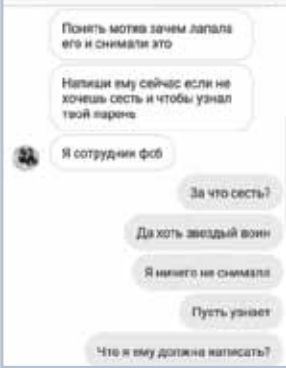 Понять мотив зачем лапала
его и снимали это
Напиши ему сейчас если не
хочешь сесть и чтобы узнал
твой парень
Я сотрудник фсб
За что сесть?
Да хоть звездый воин
Я ничего не снимала
Пусть узнает
Что я ему должна написать?